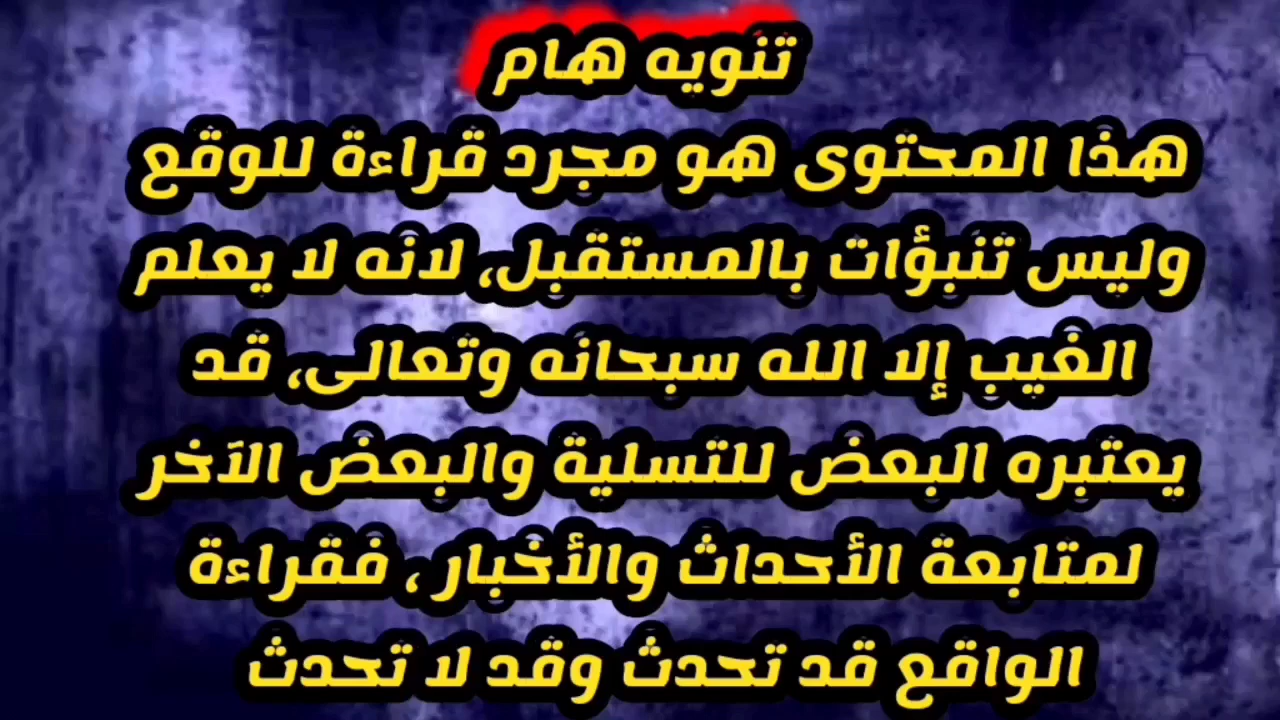 تنويه هام
هذا المحتوى هو مجرد قراءة للوقع
وليس تنبؤات بالمستقبل، لانه لا يعلم
الغيب إلا الله سبحانه وتعالى، قد
يعتبره البعض للتسلية والبعض الآخر
لمتابعة الأحداث والأخبار ، فقراءة
الواقع قد تحدث وقد لا تحدث